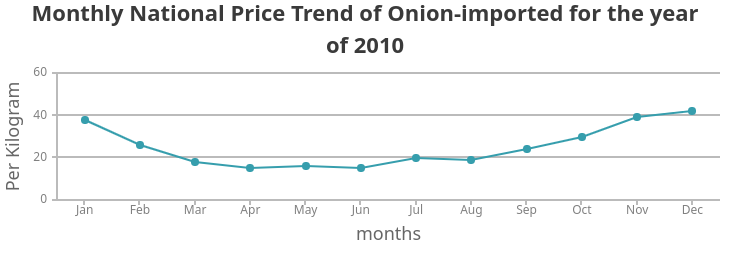 Monthly National Price Trend of Onion-imported for the year
of 2010
Per Kilogram
60
40
20
0
Jan Feb Mar Apr May Jun Jul Aug Sep Oct Nov Dec
months